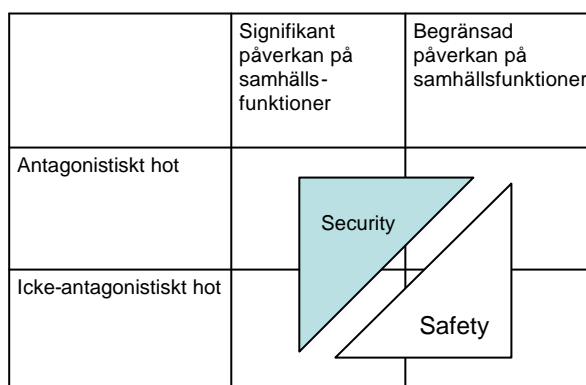 Signifikant
påverkan på
samhälls-
funktioner
Begränsad
påverkan på
samhällsfunktioner
Antagonistiskt hot
Security
Icke-antagonistiskt hot
Safety